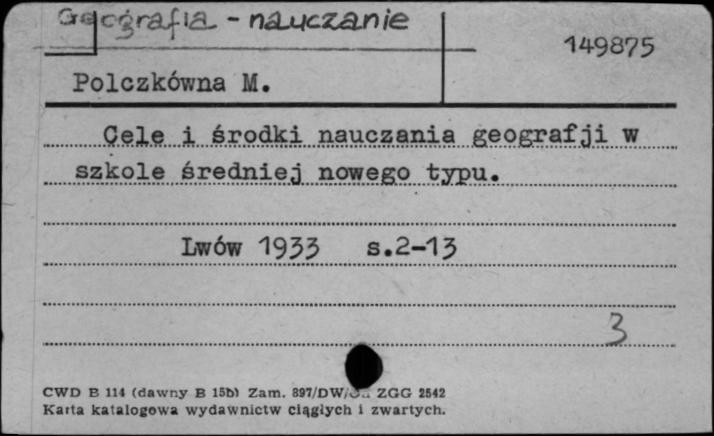 Geografia - nauczanie
149875
Polczkówna M.
Cele i środki nauczania geografji w
szkole średniej nowego typu.
Lwów 1933 s.2-13
3
CWD B 114 (dawny B 15b) Zam. 897/DW/ ZGG 2542
Karta katalogowa wydawnictw ciągłych i zwartych.